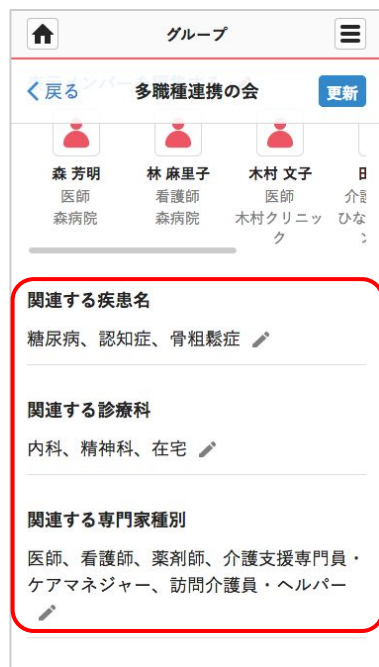 グループ
戻る 多職種連携の会 更新
森 芳明 林 麻里子 木村 文子
医師 看護師 医師 介
森病院 森病院 木村クリニッ ひな
ク
関連する疾患名
糖尿病、認知症、骨粗鬆症
関連する診療科
内科、精神科、在宅
関連する専門家種別
医師、看護師、薬剤師、介護支援専門員・
ケアマネジャー、訪問介護員・ヘルパー